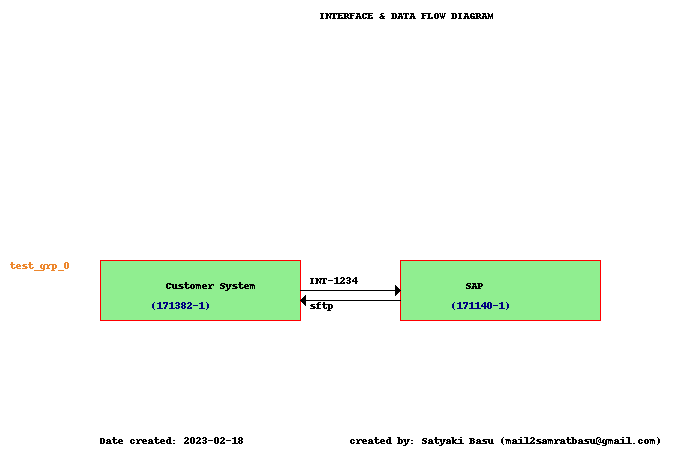 INTERFACE & DATA FLOW DIAGRAM
test_grp_0
Customer System
(171382-1)
INT-1234
sftp
SAP
(171140-1)
Date created: 2023-02-18
created by: Satyaki Basu (mail2samratbasu@gmail.com)